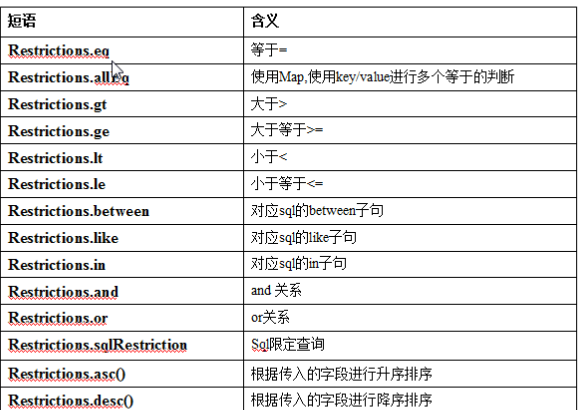 短语 含义
Restrictions.eq 等于=
Restrictions.allEq 使用Map,使用key/value进行多个等于的判断
Restrictions.gt 大于>
Restrictions.ge 大于等于>=
Restrictions.lt 小于<
Restrictions.le 小于等于<=
Restrictions.between 对应sql的between子句
Restrictions.like 对应sql的like子句
Restrictions.in 对应sql的in子句
Restrictions.and and 关系
Restrictions.or or关系
Restrictions.sqlRestriction Sql限定查询
Restrictions.asc() 根据传入的字段进行升序排序
Restrictions.desc() 根据传入的字段进行降序排序